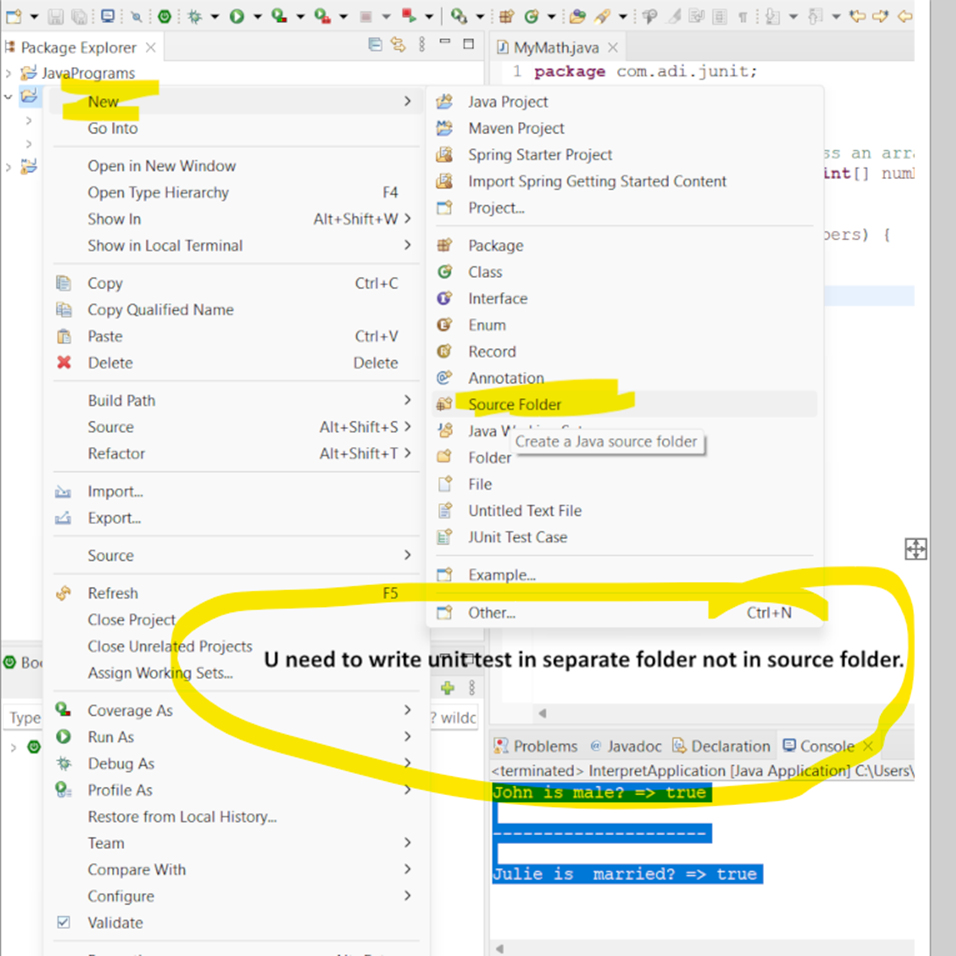 Package Explorer
MyMath.java
JavaPrograms
1 package com.adi.junit;
New
Go Into
Open in New Window
Open Type Hierarchy F4
Show In Alt+Shift+W
Show in Local Terminal
Copy Ctrl+C
Copy Qualified Name
Paste Ctrl+V
Delete Delete
Build Path
Source Alt+Shift+S
Refactor Alt+Shift+T
Import...
Export...
Source
Refresh F5
Close Project
Close Unrelated Projects
Assign Working Sets...
Coverage As
Run As
Debug As
Profile As
Restore from Local History...
Team
Compare With
Configure
Validate
Java Project
Maven Project
Spring Starter Project
Import Spring Getting Started Content
Project...
Package
Class
Interface
Enum
Record
Annotation
Source Folder
Java W
Create a Java source folder
Folder
File
Untitled Text File
JUnit Test Case
Example...
Other... Ctrl+N
ss an arr
int[] num
bers) {
U need to write unit test in separate folder not in source folder.
Boo
Type
? wildc
Problems @ Javadoc Declaration Console
<terminated> InterpretApplication [Java Application] C:\Users\
John is male? => true
---------------------
Julie is  married? => true